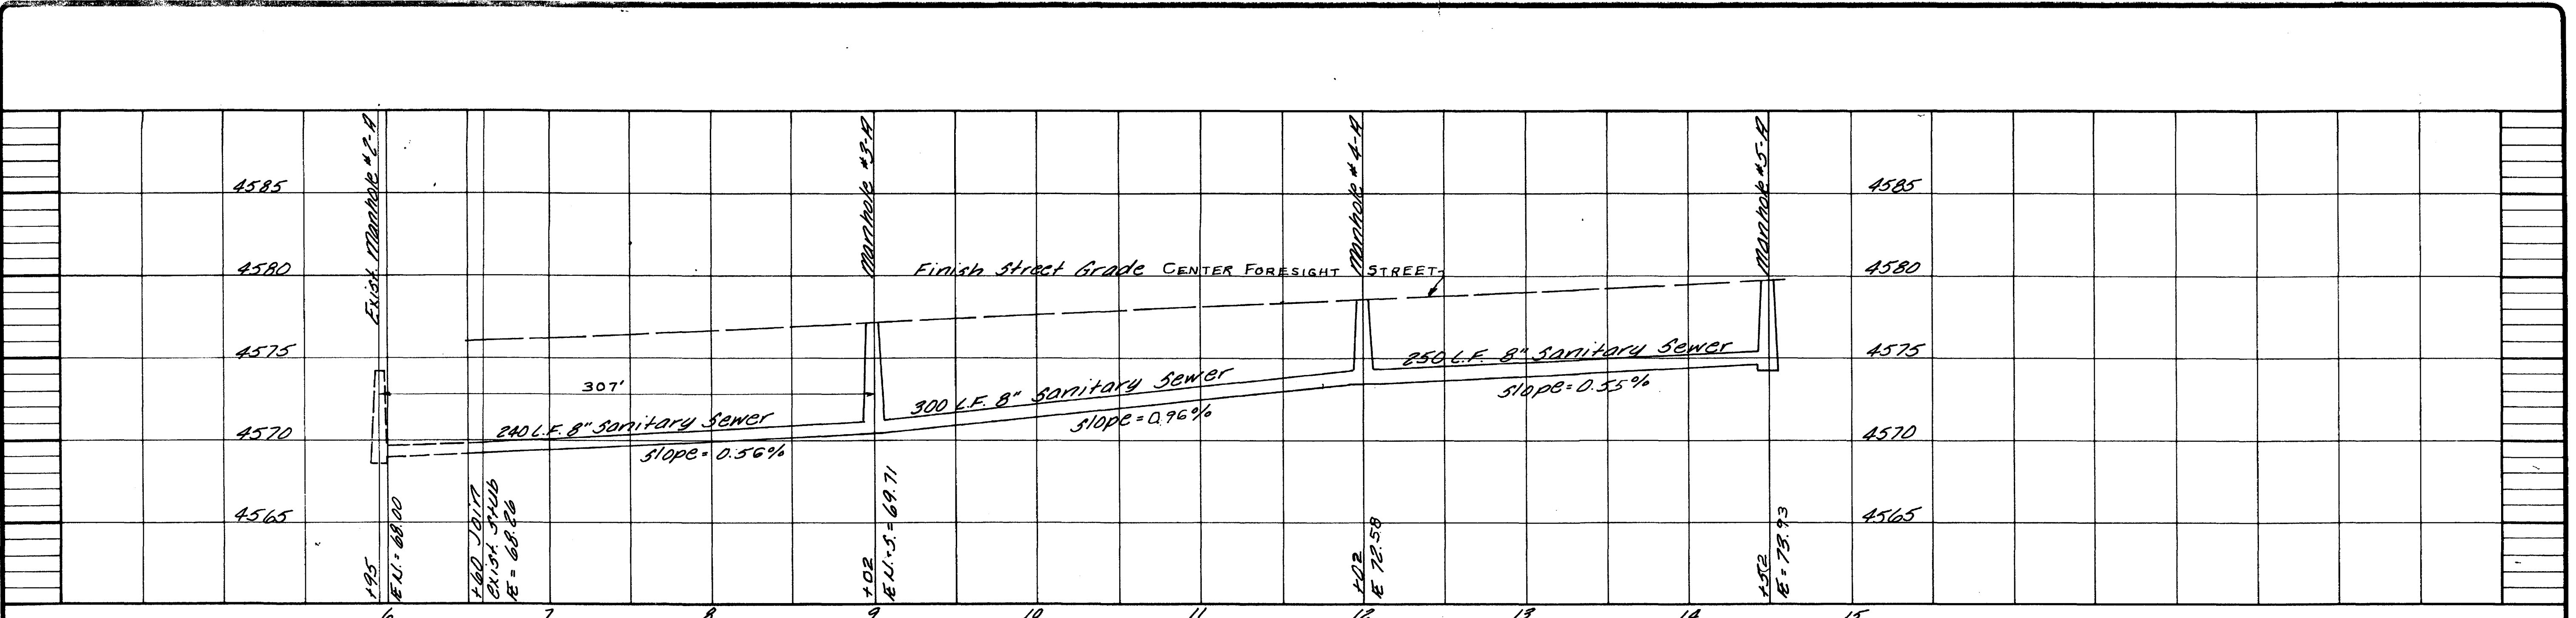 Exist. Manhole #2-A
Manhole #3-A
Manhole #4-A
Manhole #5-A
4585
4585
4580
Finish Street Grade CENTER FORESIGHT STREET
4580
4575
4575
307'
250 L.F. 8" Sanitary Sewer
slope = 0.55%
300 L.F. 8" Sanitary Sewer
slope = 0.96%
240 L.F. 8" Sanitary Sewer
slope = 0.56%
4570
4570
4565
4565
+95
IE N. = 68.00
+60 Join
exist. stub
IE = 68.26
+02
IE N.-S. = 69.71
+02
IE 72.58
+52
IE = 73.93
6
7
8
9
10
11
12
13
14
15